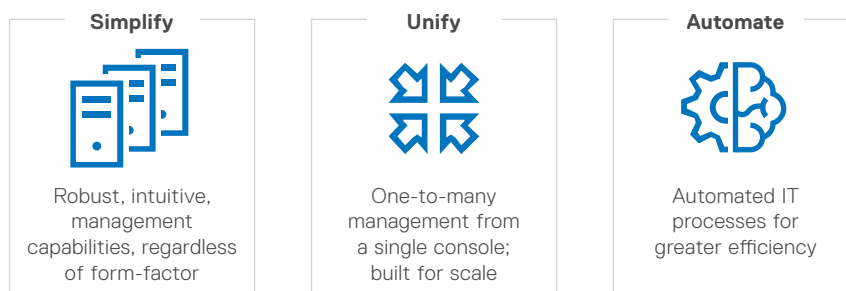 Simplify
Robust, intuitive,
management
capabilities, regardless
of form-factor
Unify
One-to-many
management from
a single console;
built for scale
Automate
Automated IT
processes for
greater efficiency